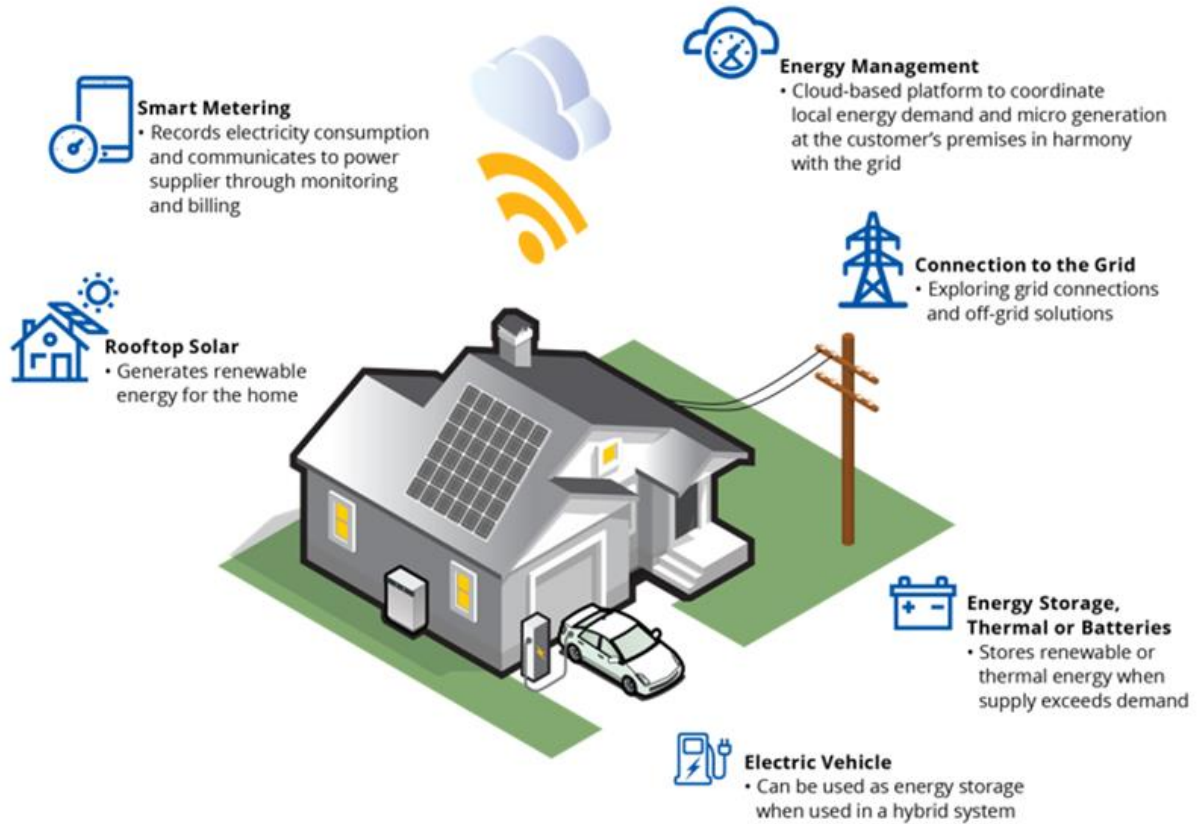 Smart Metering
• Records electricity consumption
and communicates to power
supplier through monitoring
and billing
Energy Management
• Cloud-based platform to coordinate
local energy demand and micro generation
at the customer's premises in harmony
with the grid
Connection to the Grid
• Exploring grid connections
and off-grid solutions
Rooftop Solar
• Generates renewable
energy for the home
Energy Storage,
Thermal or Batteries
• Stores renewable or
thermal energy when
supply exceeds demand
Electric Vehicle
• Can be used as energy storage
when used in a hybrid system